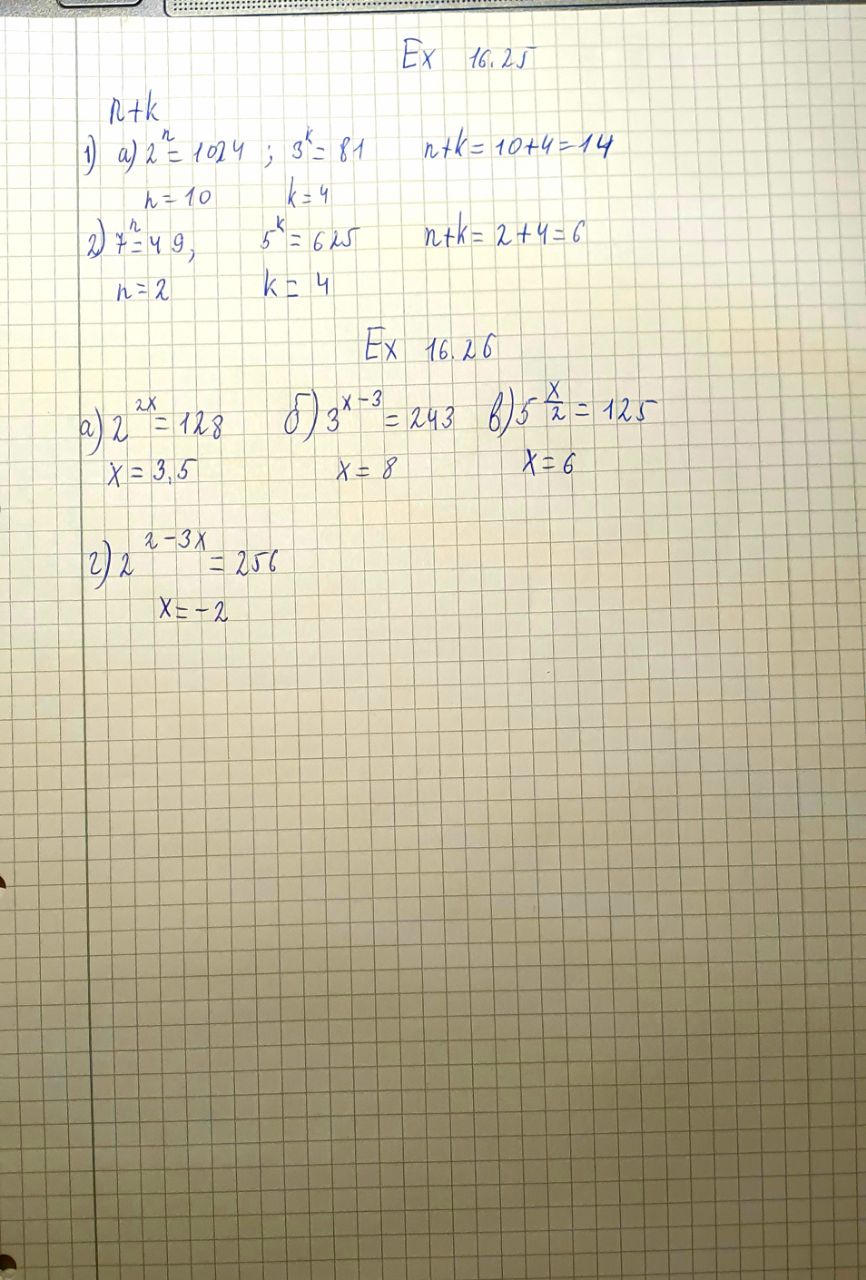 Ex 16.25
n+k
1) а) 2^n = 1024 ; 3^k = 81 n+k = 10+4 = 14
n = 10 k = 4
2) 7^n = 49, 5^k = 625 n+k = 2+4 = 6
n = 2 k = 4
Ex 16.26
а) 2^{2x} = 128 б) 3^{x-3} = 243 в) 5^{x/2} = 125
x = 3,5 x = 8 x = 6
г) 2^{2-3x} = 256
x = -2